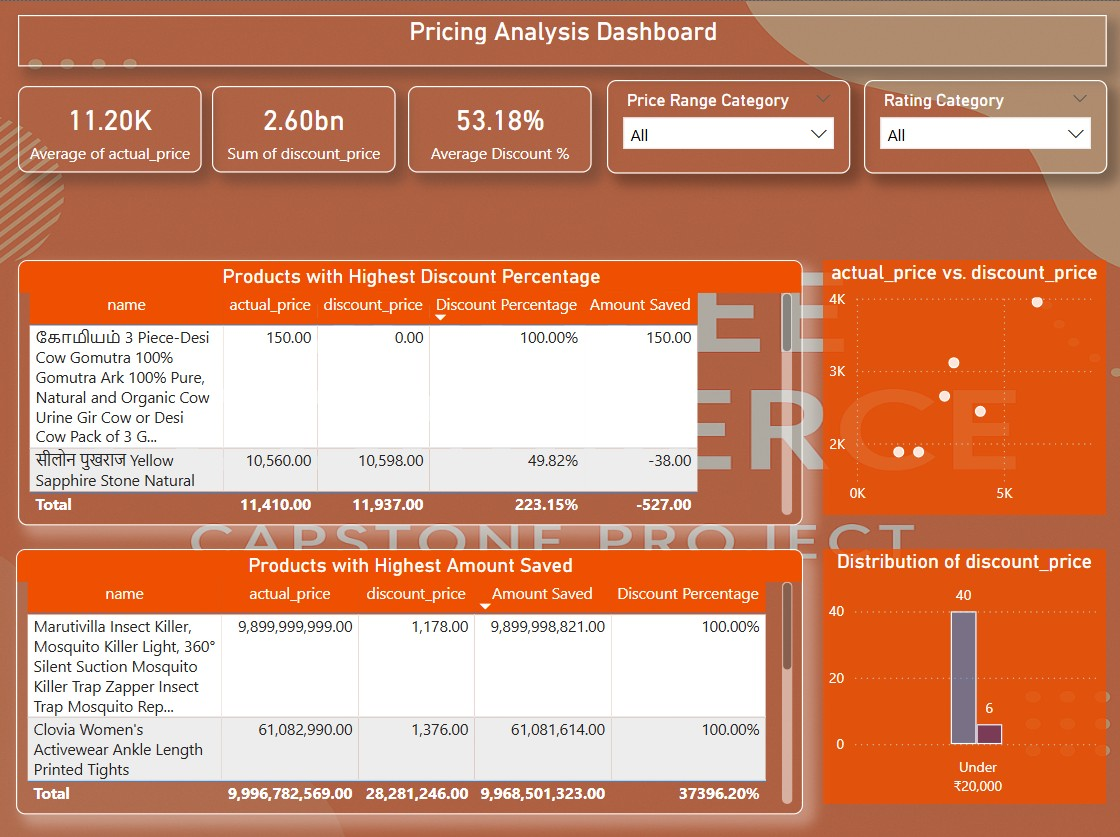 Pricing Analysis Dashboard
11.20K
Average of actual_price
2.60bn
Sum of discount_price
53.18%
Average Discount %
Price Range Category
All
Rating Category
All
Products with Highest Discount Percentage
name actual_price discount_price Discount Percentage Amount Saved
கோமியம் 3 Piece-Desi 150.00 0.00 100.00% 150.00
Cow Gomutra 100%
Gomutra Ark 100% Pure,
Natural and Organic Cow
Urine Gir Cow or Desi
Cow Pack of 3 G...
सीलोन पुखराज Yellow 10,560.00 10,598.00 49.82% -38.00
Sapphire Stone Natural
Total 11,410.00 11,937.00 223.15% -527.00
actual_price vs. discount_price
4K
3K
2K
0K 5K
CAPSTONE PROJECT
Products with Highest Amount Saved
name actual_price discount_price Amount Saved Discount Percentage
Marutivilla Insect Killer, 9,899,999,999.00 1,178.00 9,899,998,821.00 100.00%
Mosquito Killer Light, 360°
Silent Suction Mosquito
Killer Trap Zapper Insect
Trap Mosquito Rep...
Clovia Women's 61,082,990.00 1,376.00 61,081,614.00 100.00%
Activewear Ankle Length
Printed Tights
Total 9,996,782,569.00 28,281,246.00 9,968,501,323.00 37396.20%
Distribution of discount_price
40
40
20
6
0
Under
₹20,000